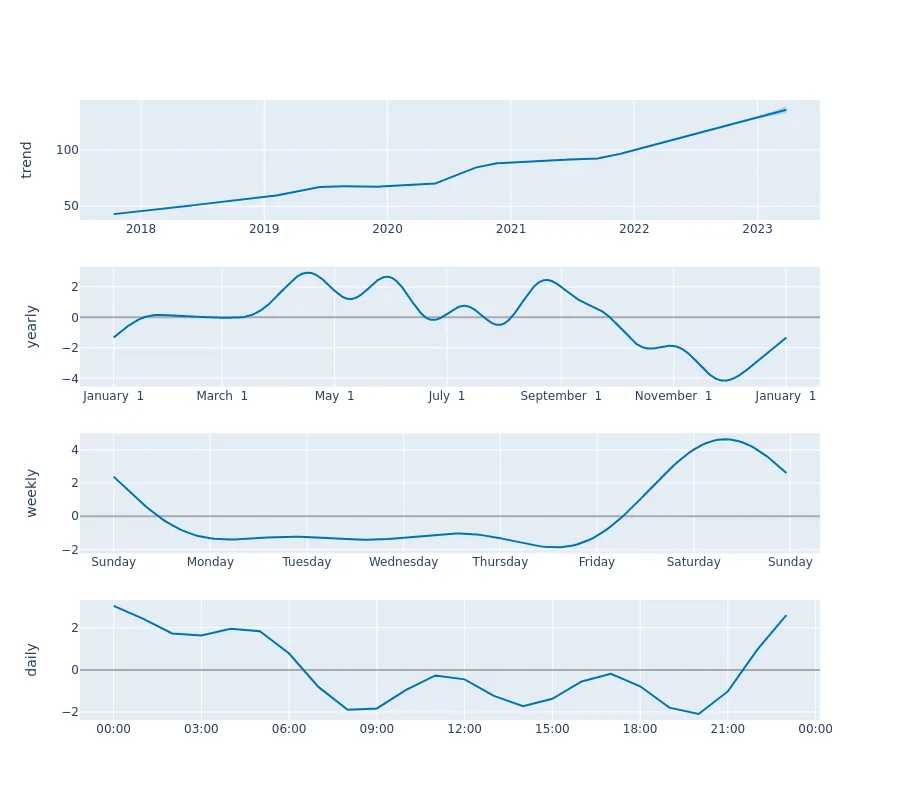 trend
100
50
2018 2019 2020 2021 2022 2023
yearly
2
0
−2
−4
January 1 March 1 May 1 July 1 September 1 November 1 January 1
weekly
4
2
0
−2
Sunday Monday Tuesday Wednesday Thursday Friday Saturday Sunday
daily
2
0
−2
00:00 03:00 06:00 09:00 12:00 15:00 18:00 21:00 00:00